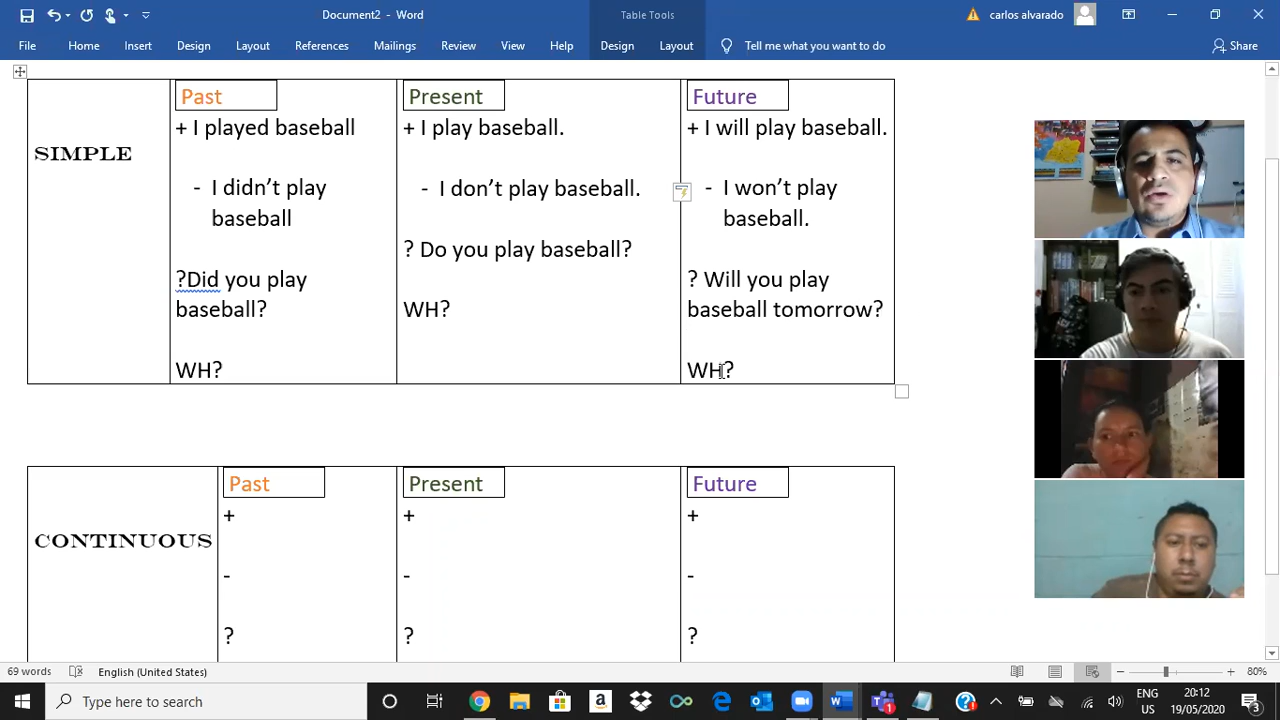 Document2 - Word
Table Tools
carlos alvarado
File Home Insert Design Layout References Mailings Review View Help Design Layout Tell me what you want to do Share
SIMPLE
Past
+ I played baseball
- I didn’t play
baseball
?Did you play
baseball?
WH?
Present
+ I play baseball.
- I don’t play baseball.
? Do you play baseball?
WH?
Future
+ I will play baseball.
- I won’t play
baseball.
? Will you play
baseball tomorrow?
WH?
CONTINUOUS
Past
+
-
?
Present
+
-
?
Future
+
-
?
69 words English (United States) 80%
Type here to search
ENG
US
20:12
19/05/2020